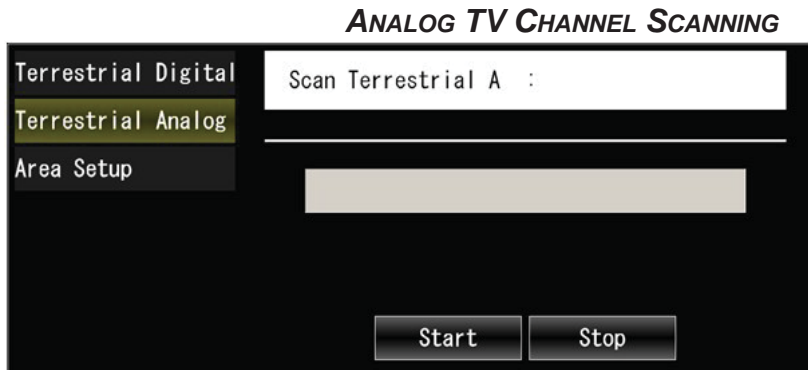 ANALOG TV CHANNEL SCANNING
Terrestrial Digital
Terrestrial Analog
Area Setup
Scan Terrestrial A :
Start Stop